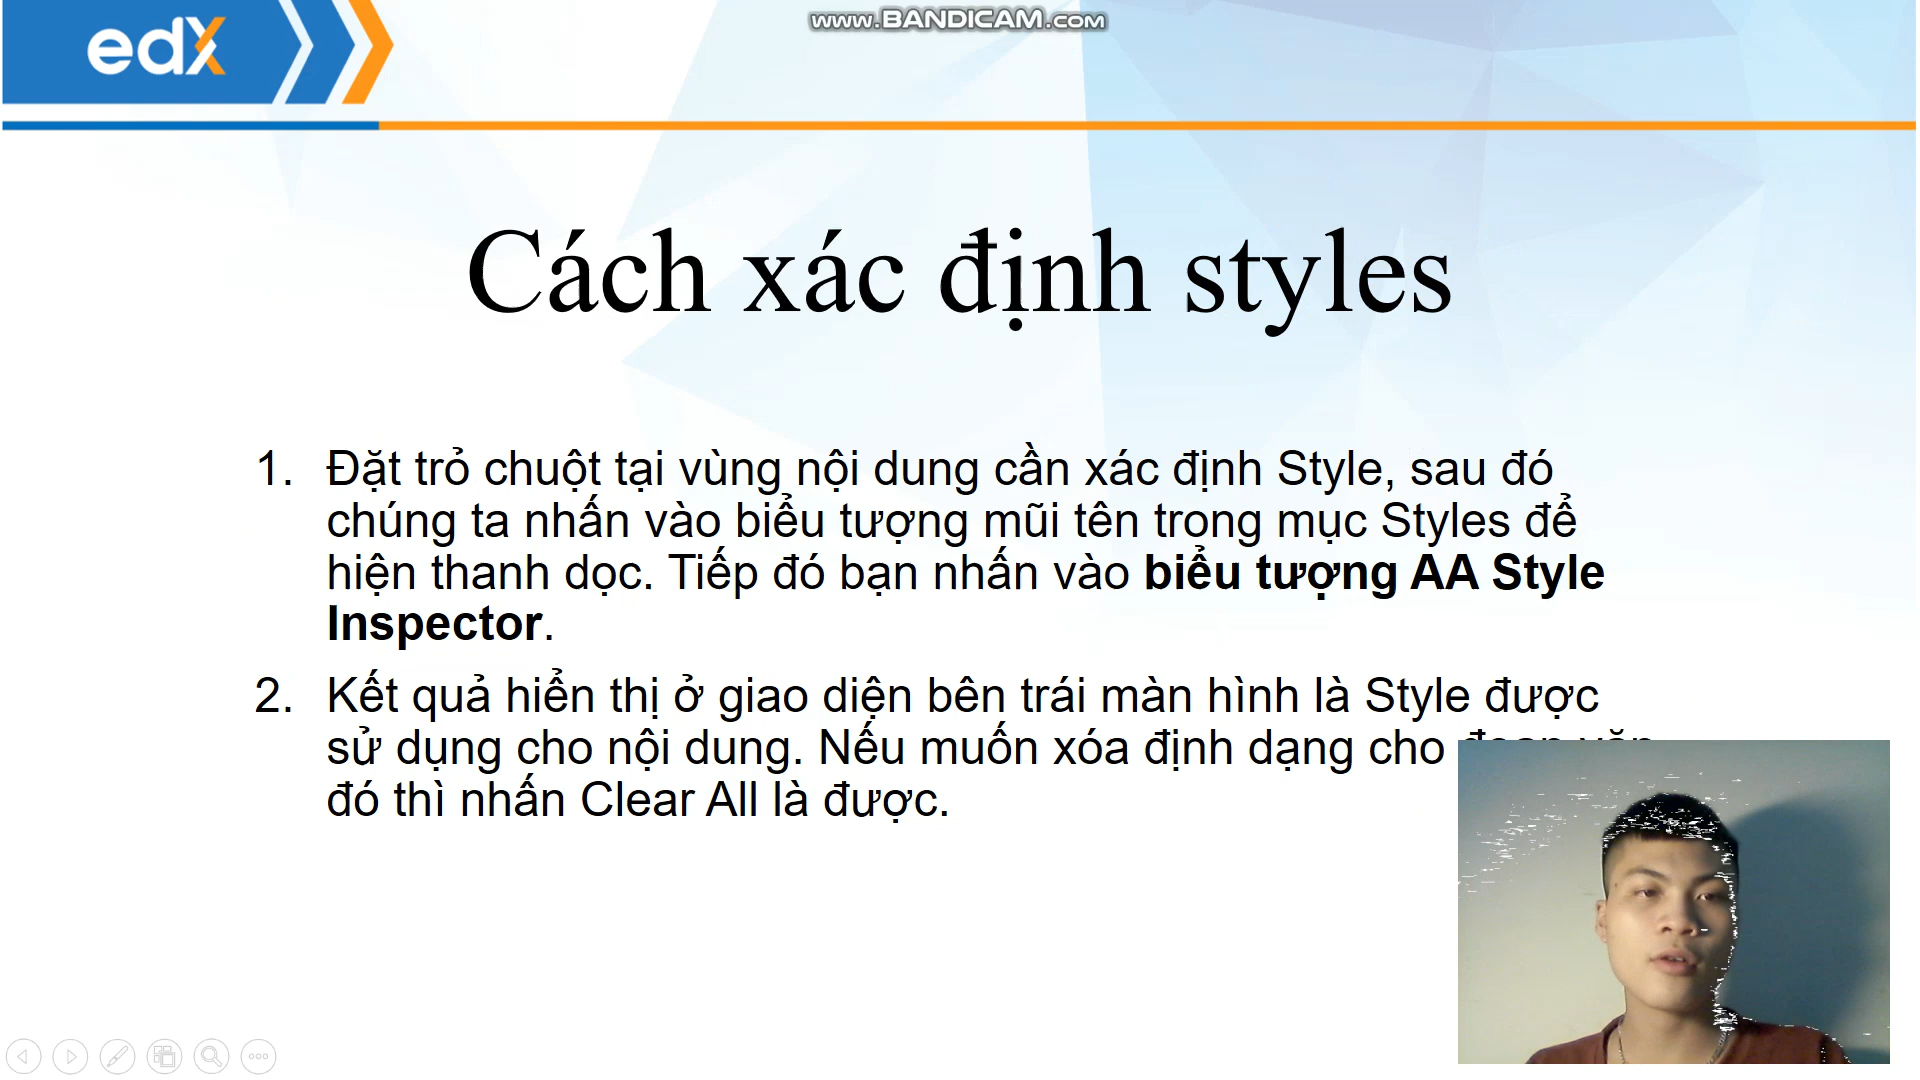 www.BANDICAM.com
edX
Cách xác định styles
1. Đặt trỏ chuột tại vùng nội dung cần xác định Style, sau đó
chúng ta nhấn vào biểu tượng mũi tên trong mục Styles để
hiện thanh dọc. Tiếp đó bạn nhấn vào biểu tượng AA Style
Inspector.
2. Kết quả hiển thị ở giao diện bên trái màn hình là Style được
sử dụng cho nội dung. Nếu muốn xóa định dạng cho
đó thì nhấn Clear All là được.